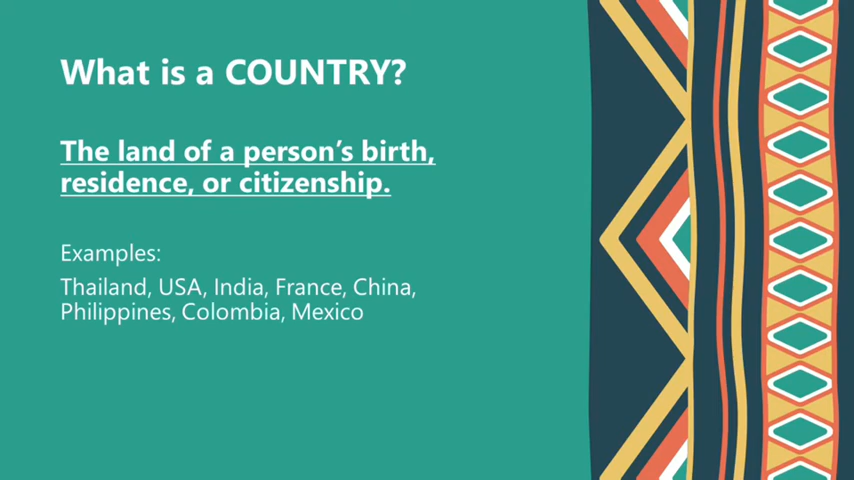 What is a COUNTRY?
The land of a person’s birth,
residence, or citizenship.
Examples:
Thailand, USA, India, France, China,
Philippines, Colombia, Mexico